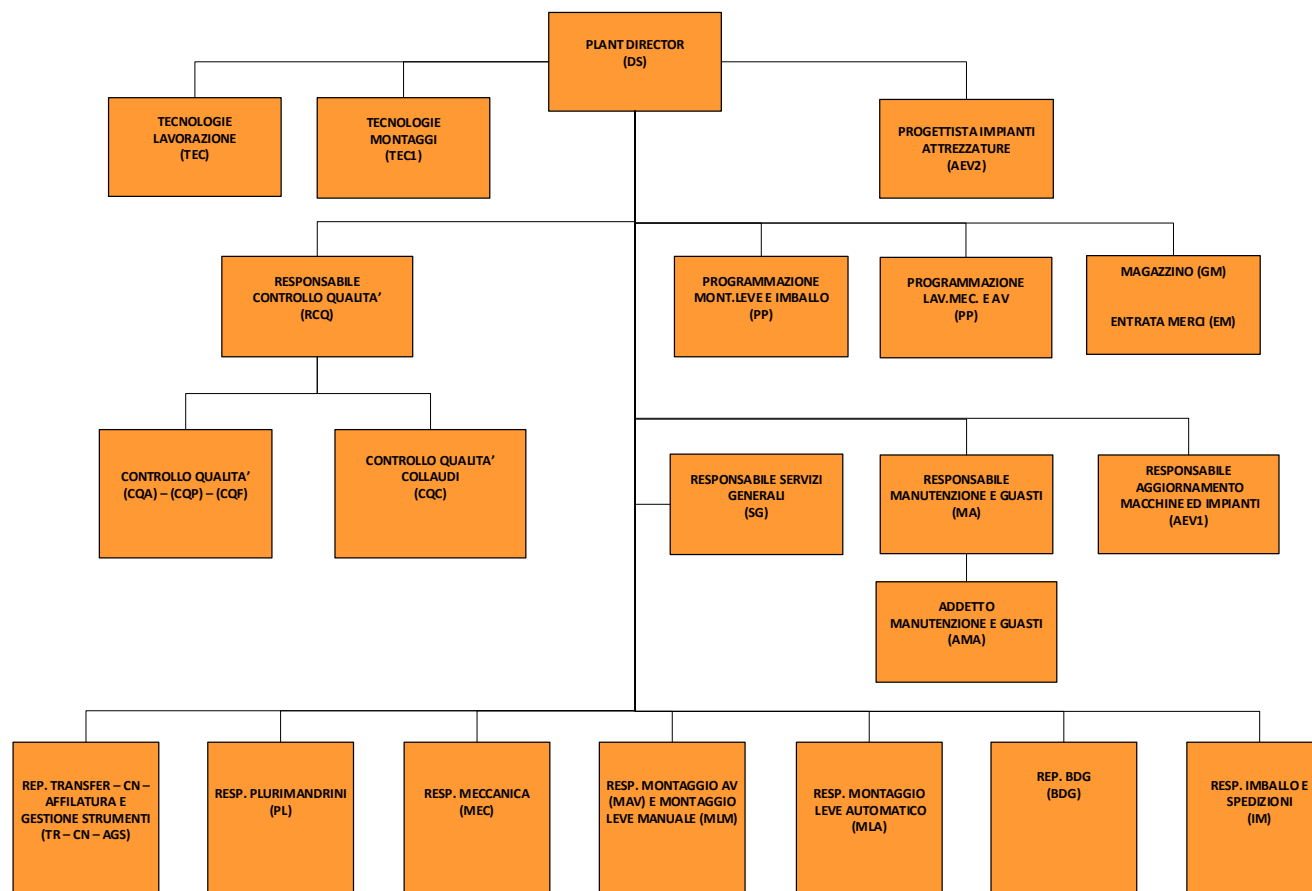 PLANT DIRECTOR
(DS)
TECNOLOGIE
LAVORAZIONE
(TEC)
TECNOLOGIE
MONTAGGI
(TEC1)
PROGETTISTA IMPIANTI
ATTREZZATURE
(AEV2)
RESPONSABILE
CONTROLLO QUALITA’
(RCQ)
PROGRAMMAZIONE
MONT.LEVE E IMBALLO
(PP)
PROGRAMMAZIONE
LAV.MEC. E AV
(PP)
MAGAZZINO (GM)
ENTRATA MERCI (EM)
CONTROLLO QUALITA’
(CQA) – (CQP) – (CQF)
CONTROLLO QUALITA’
COLLAUDI
(CQC)
RESPONSABILE SERVIZI
GENERALI
(SG)
RESPONSABILE
MANUTENZIONE E GUASTI
(MA)
RESPONSABILE
AGGIORNAMENTO
MACCHINE ED IMPIANTI
(AEV1)
ADDETTO
MANUTENZIONE E GUASTI
(AMA)
REP. TRANSFER – CN –
AFFILATURA E
GESTIONE STRUMENTI
(TR – CN – AGS)
RESP. PLURIMANDRINI
(PL)
RESP. MECCANICA
(MEC)
RESP. MONTAGGIO AV
(MAV) E MONTAGGIO
LEVE MANUALE (MLM)
RESP. MONTAGGIO
LEVE AUTOMATICO
(MLA)
REP. BDG
(BDG)
RESP. IMBALLO E
SPEDIZIONI
(IM)